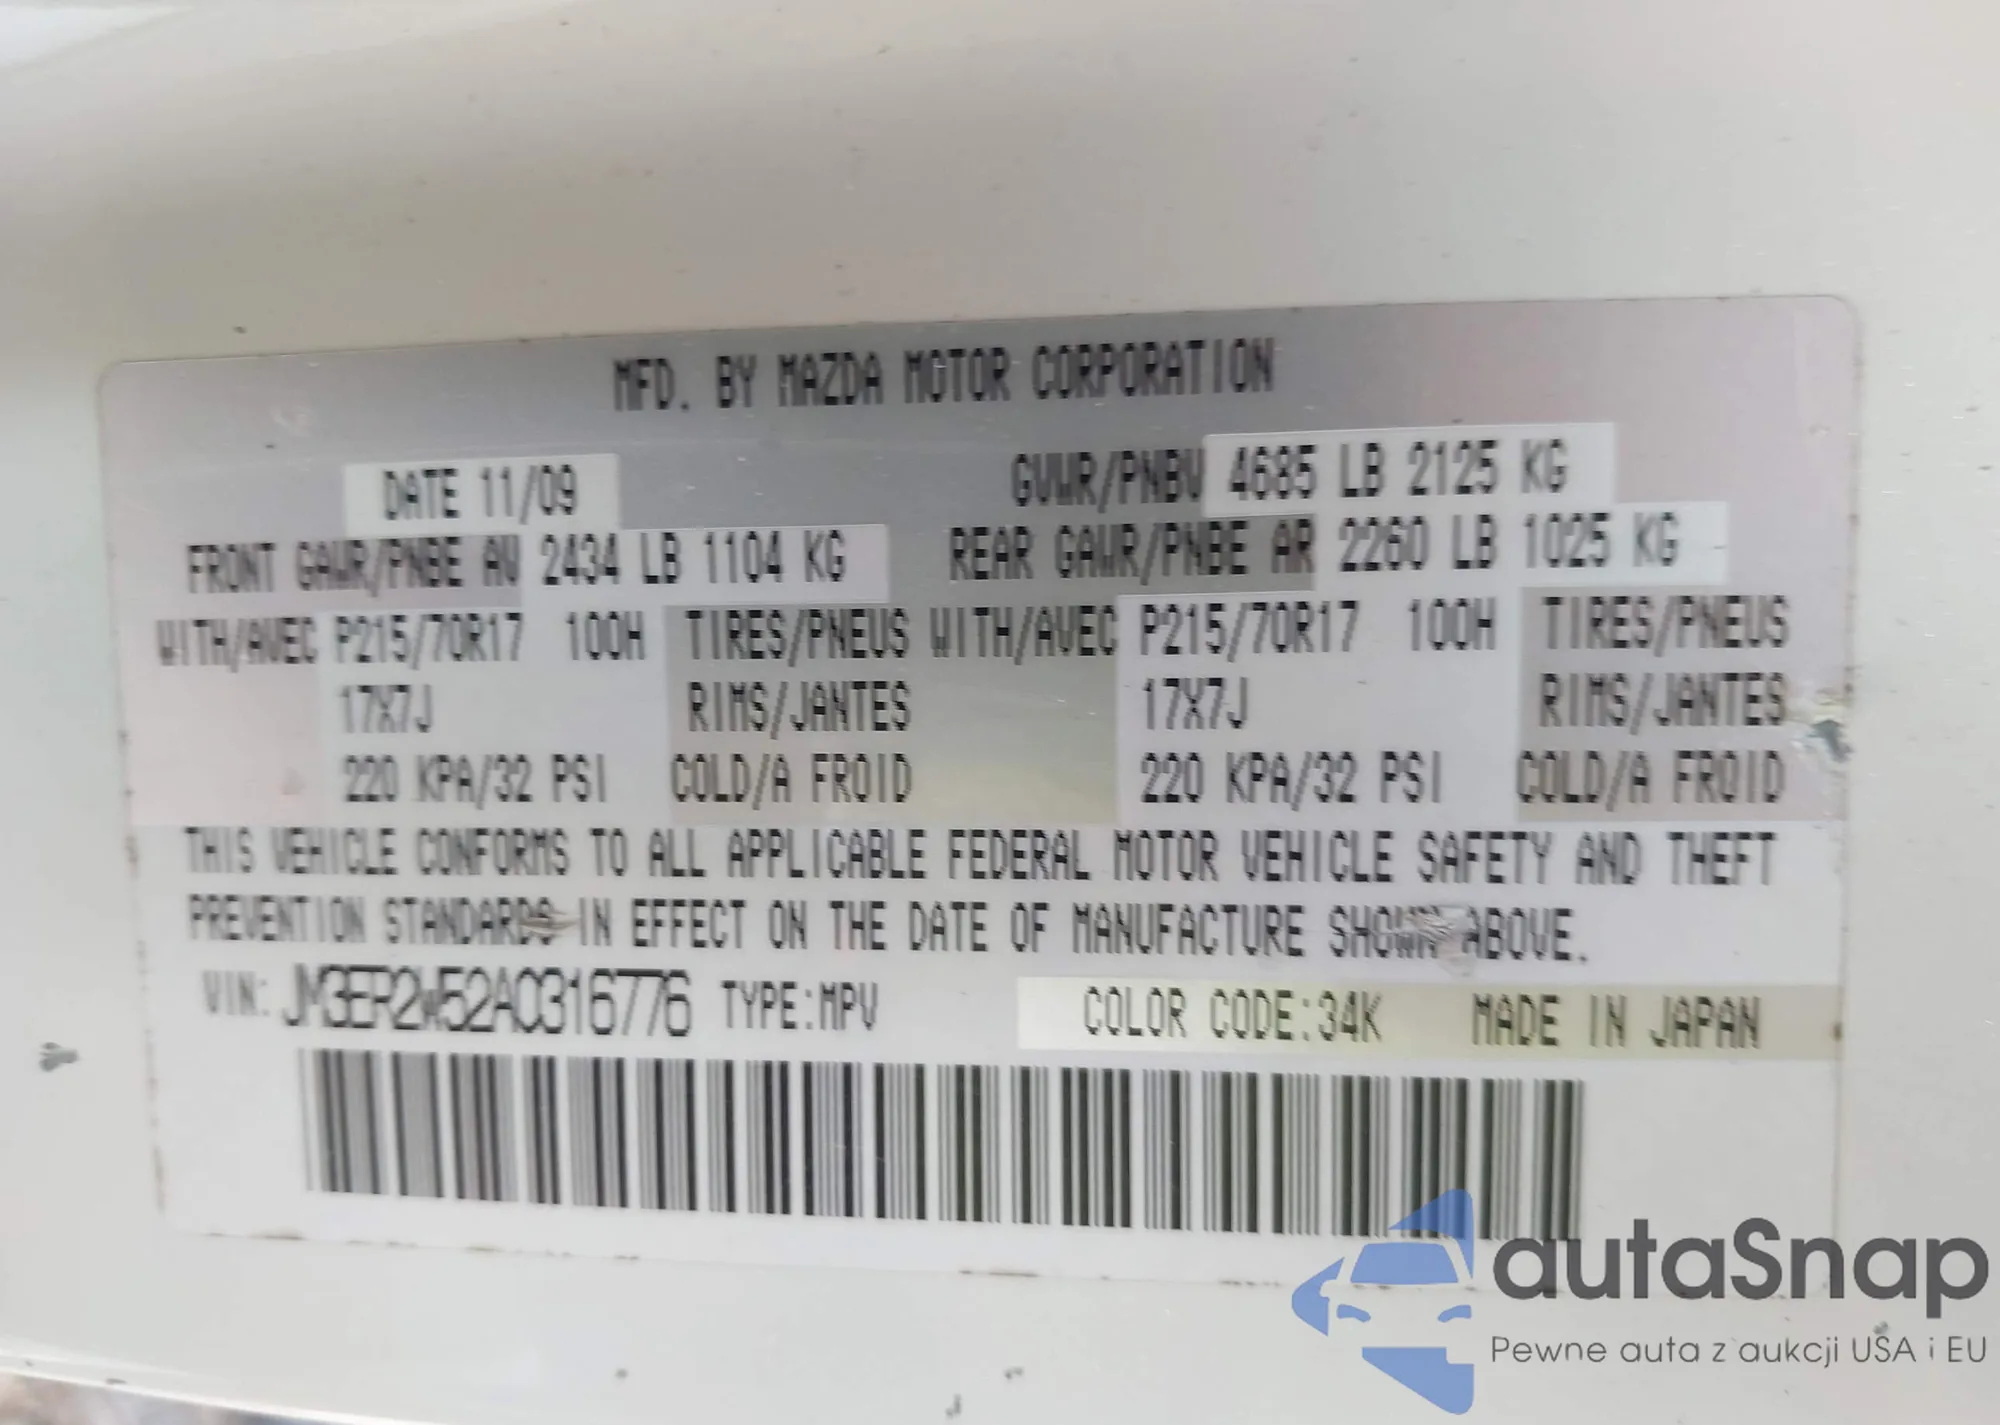 MFD. BY MAZDA MOTOR CORPORATION
DATE 11/09 GVWR/PNBV 4685 LB 2125 KG
FRONT GAWR/PNBE AV 2434 LB 1104 KG REAR GAWR/PNBE AR 2260 LB 1025 KG
WITH/AVEC P215/70R17 100H TIRES/PNEUS WITH/AVEC P215/70R17 100H TIRES/PNEUS
17X7J RIMS/JANTES 17X7J RIMS/JANTES
220 KPA/32 PSI COLD/A FROID 220 KPA/32 PSI COLD/A FROID
THIS VEHICLE CONFORMS TO ALL APPLICABLE FEDERAL MOTOR VEHICLE SAFETY AND THEFT
PREVENTION STANDARDS IN EFFECT ON THE DATE OF MANUFACTURE SHOWN ABOVE.
VIN: JM3ER2W52A0316776 TYPE:MPV COLOR CODE:34K MADE IN JAPAN
autaSnap
Pewne auta z aukcji USA i EU